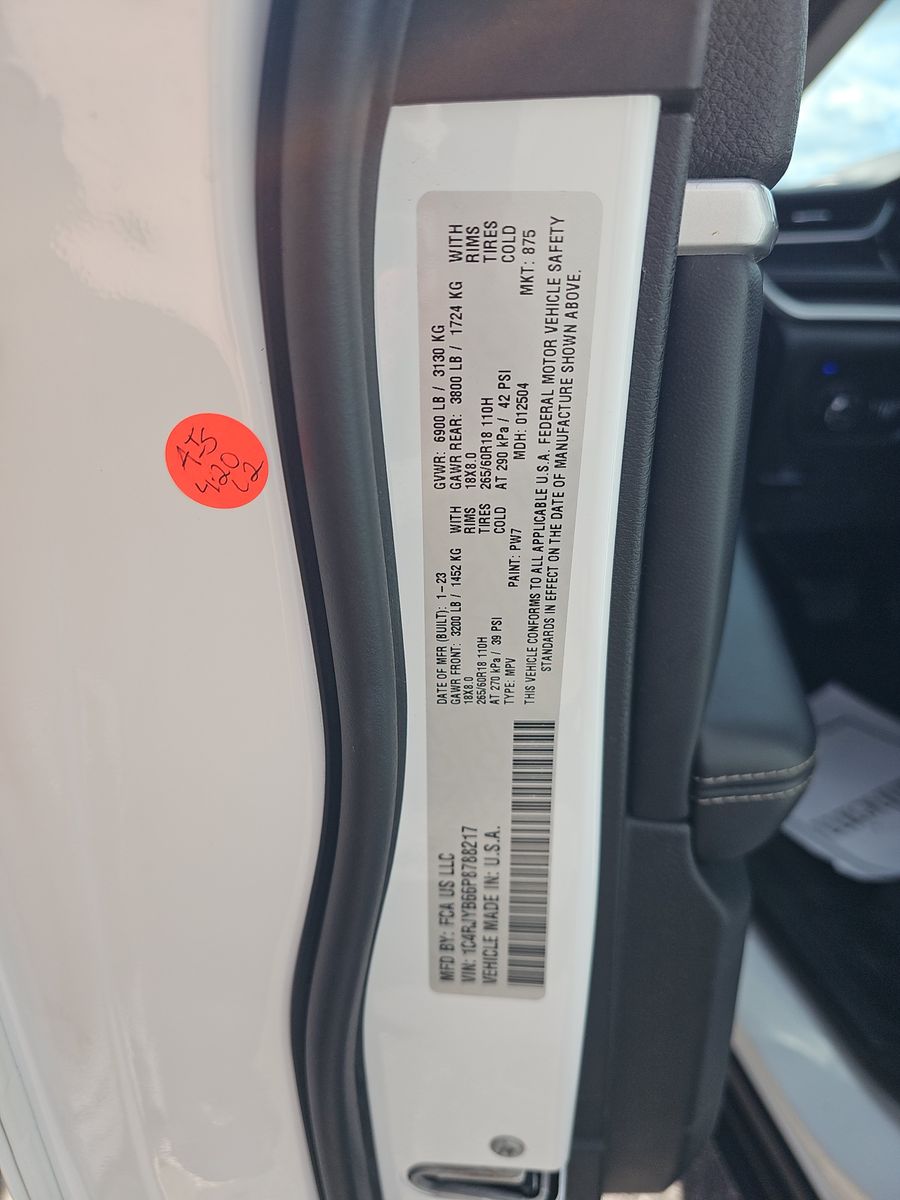 MFD BY: FCA US LLC
VIN: 1C4RJYB66P8788217
VEHICLE MADE IN: U.S.A.
DATE OF MFR (BUILT): 1-23
GAWR FRONT: 3200 LB / 1452 KG WITH
18X8.0 RIMS
265/60R18 110H TIRES
AT 270 kPa / 39 PSI COLD
TYPE: MPV PAINT: PW7
GVWR: 6900 LB / 3130 KG
GAWR REAR: 3800 LB / 1724 KG WITH
18X8.0 RIMS
265/60R18 110H TIRES
AT 290 kPa / 42 PSI COLD
MDH: 012504 MKT: 875
THIS VEHICLE CONFORMS TO ALL APPLICABLE U.S.A. FEDERAL MOTOR VEHICLE SAFETY
STANDARDS IN EFFECT ON THE DATE OF MANUFACTURE SHOWN ABOVE.
4:20